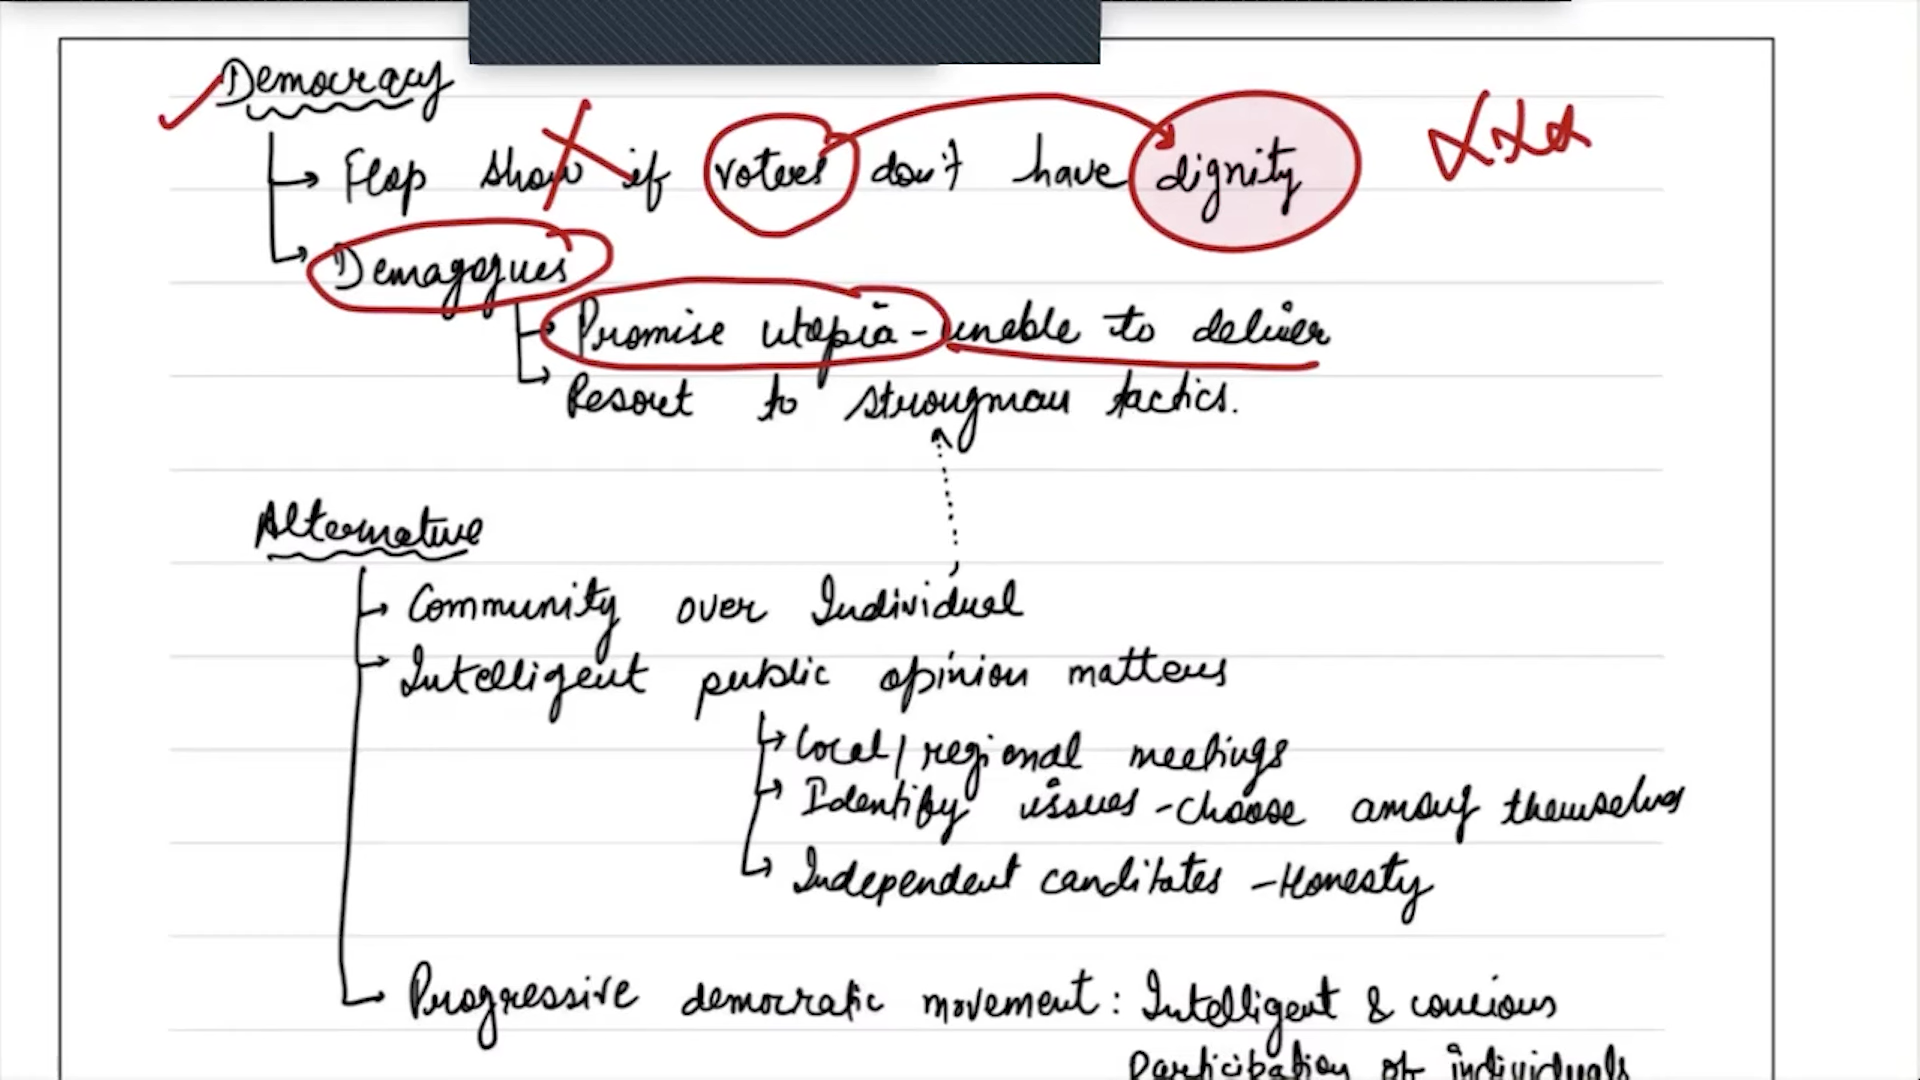 Democracy
Flop show if voters don't have dignity
Demagogues
Promise utopia - unable to deliver
Resort to strongman tactics.
Alternative
Community over Individual
Intelligent public opinion matters
Local / regional meetings
Identify issues - choose among themselves
Independent canditates - Honesty
Progressive democratic movement : Intelligent & concious
participation of individuals